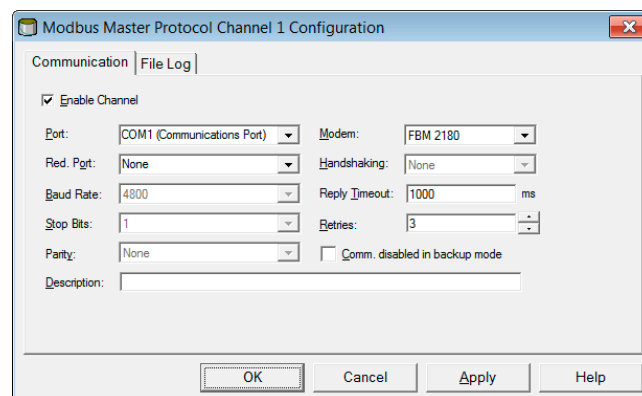 Modbus Master Protocol Channel 1 Configuration
Communication File Log
Enable Channel
Port: COM1 (Communications Port) Modem: FBM 2180
Red. Port: None Handshaking: None
Baud Rate: 4800 Reply Timeout: 1000 ms
Stop Bits: 1 Retries: 3
Parity: None Comm. disabled in backup mode
Description:
OK Cancel Apply Help